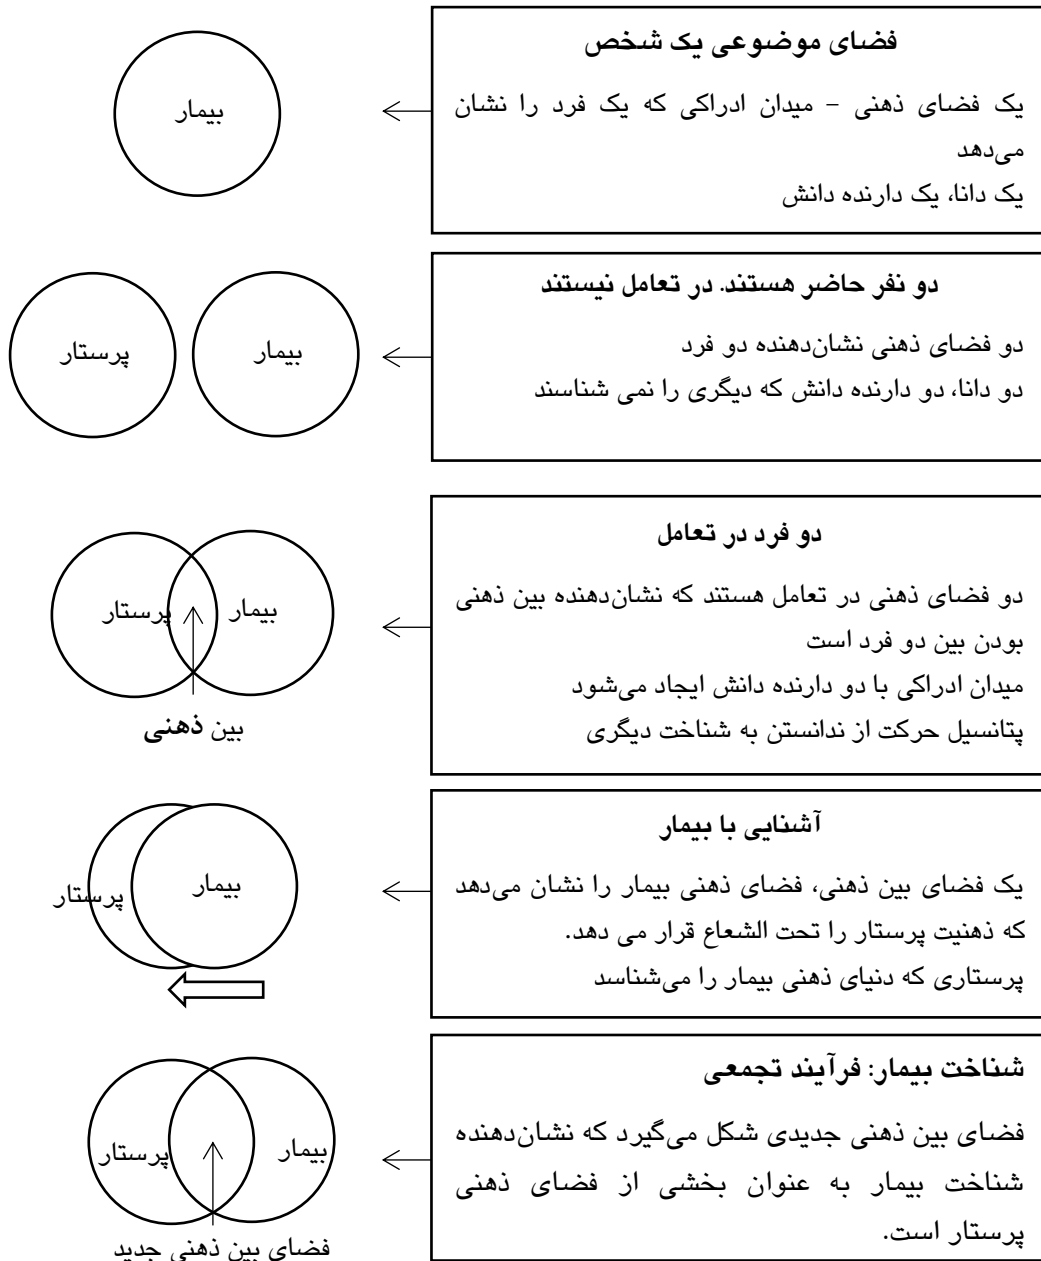 فضای موضوعی یک شخص
یک فضای ذهنی – میدان ادراکی که یک فرد را نشان
می‌دهد
یک دانا، یک دارنده دانش
بیمار
دو نفر حاضر هستند. در تعامل نیستند
دو فضای ذهنی نشان‌دهنده دو فرد
دو دانا، دو دارنده دانش که دیگری را نمی شناسند
بیمار
پرستار
دو فرد در تعامل
دو فضای ذهنی در تعامل هستند که نشان‌دهنده بین ذهنی
بودن بین دو فرد است
میدان ادراکی با دو دارنده دانش ایجاد می‌شود
پتانسیل حرکت از ندانستن به شناخت دیگری
بیمار
پرستار
بین ذهنی
آشنایی با بیمار
یک فضای بین ذهنی، فضای ذهنی بیمار را نشان می‌دهد
که ذهنیت پرستار را تحت الشعاع قرار می دهد.
پرستاری که دنیای ذهنی بیمار را می‌شناسد
بیمار
پرستار
شناخت بیمار: فرآیند تجمعی
فضای بین ذهنی جدیدی شکل می‌گیرد که نشان‌دهنده
شناخت بیمار به عنوان بخشی از فضای ذهنی
پرستار است.
بیمار
پرستار
فضای بین ذهنی جدید